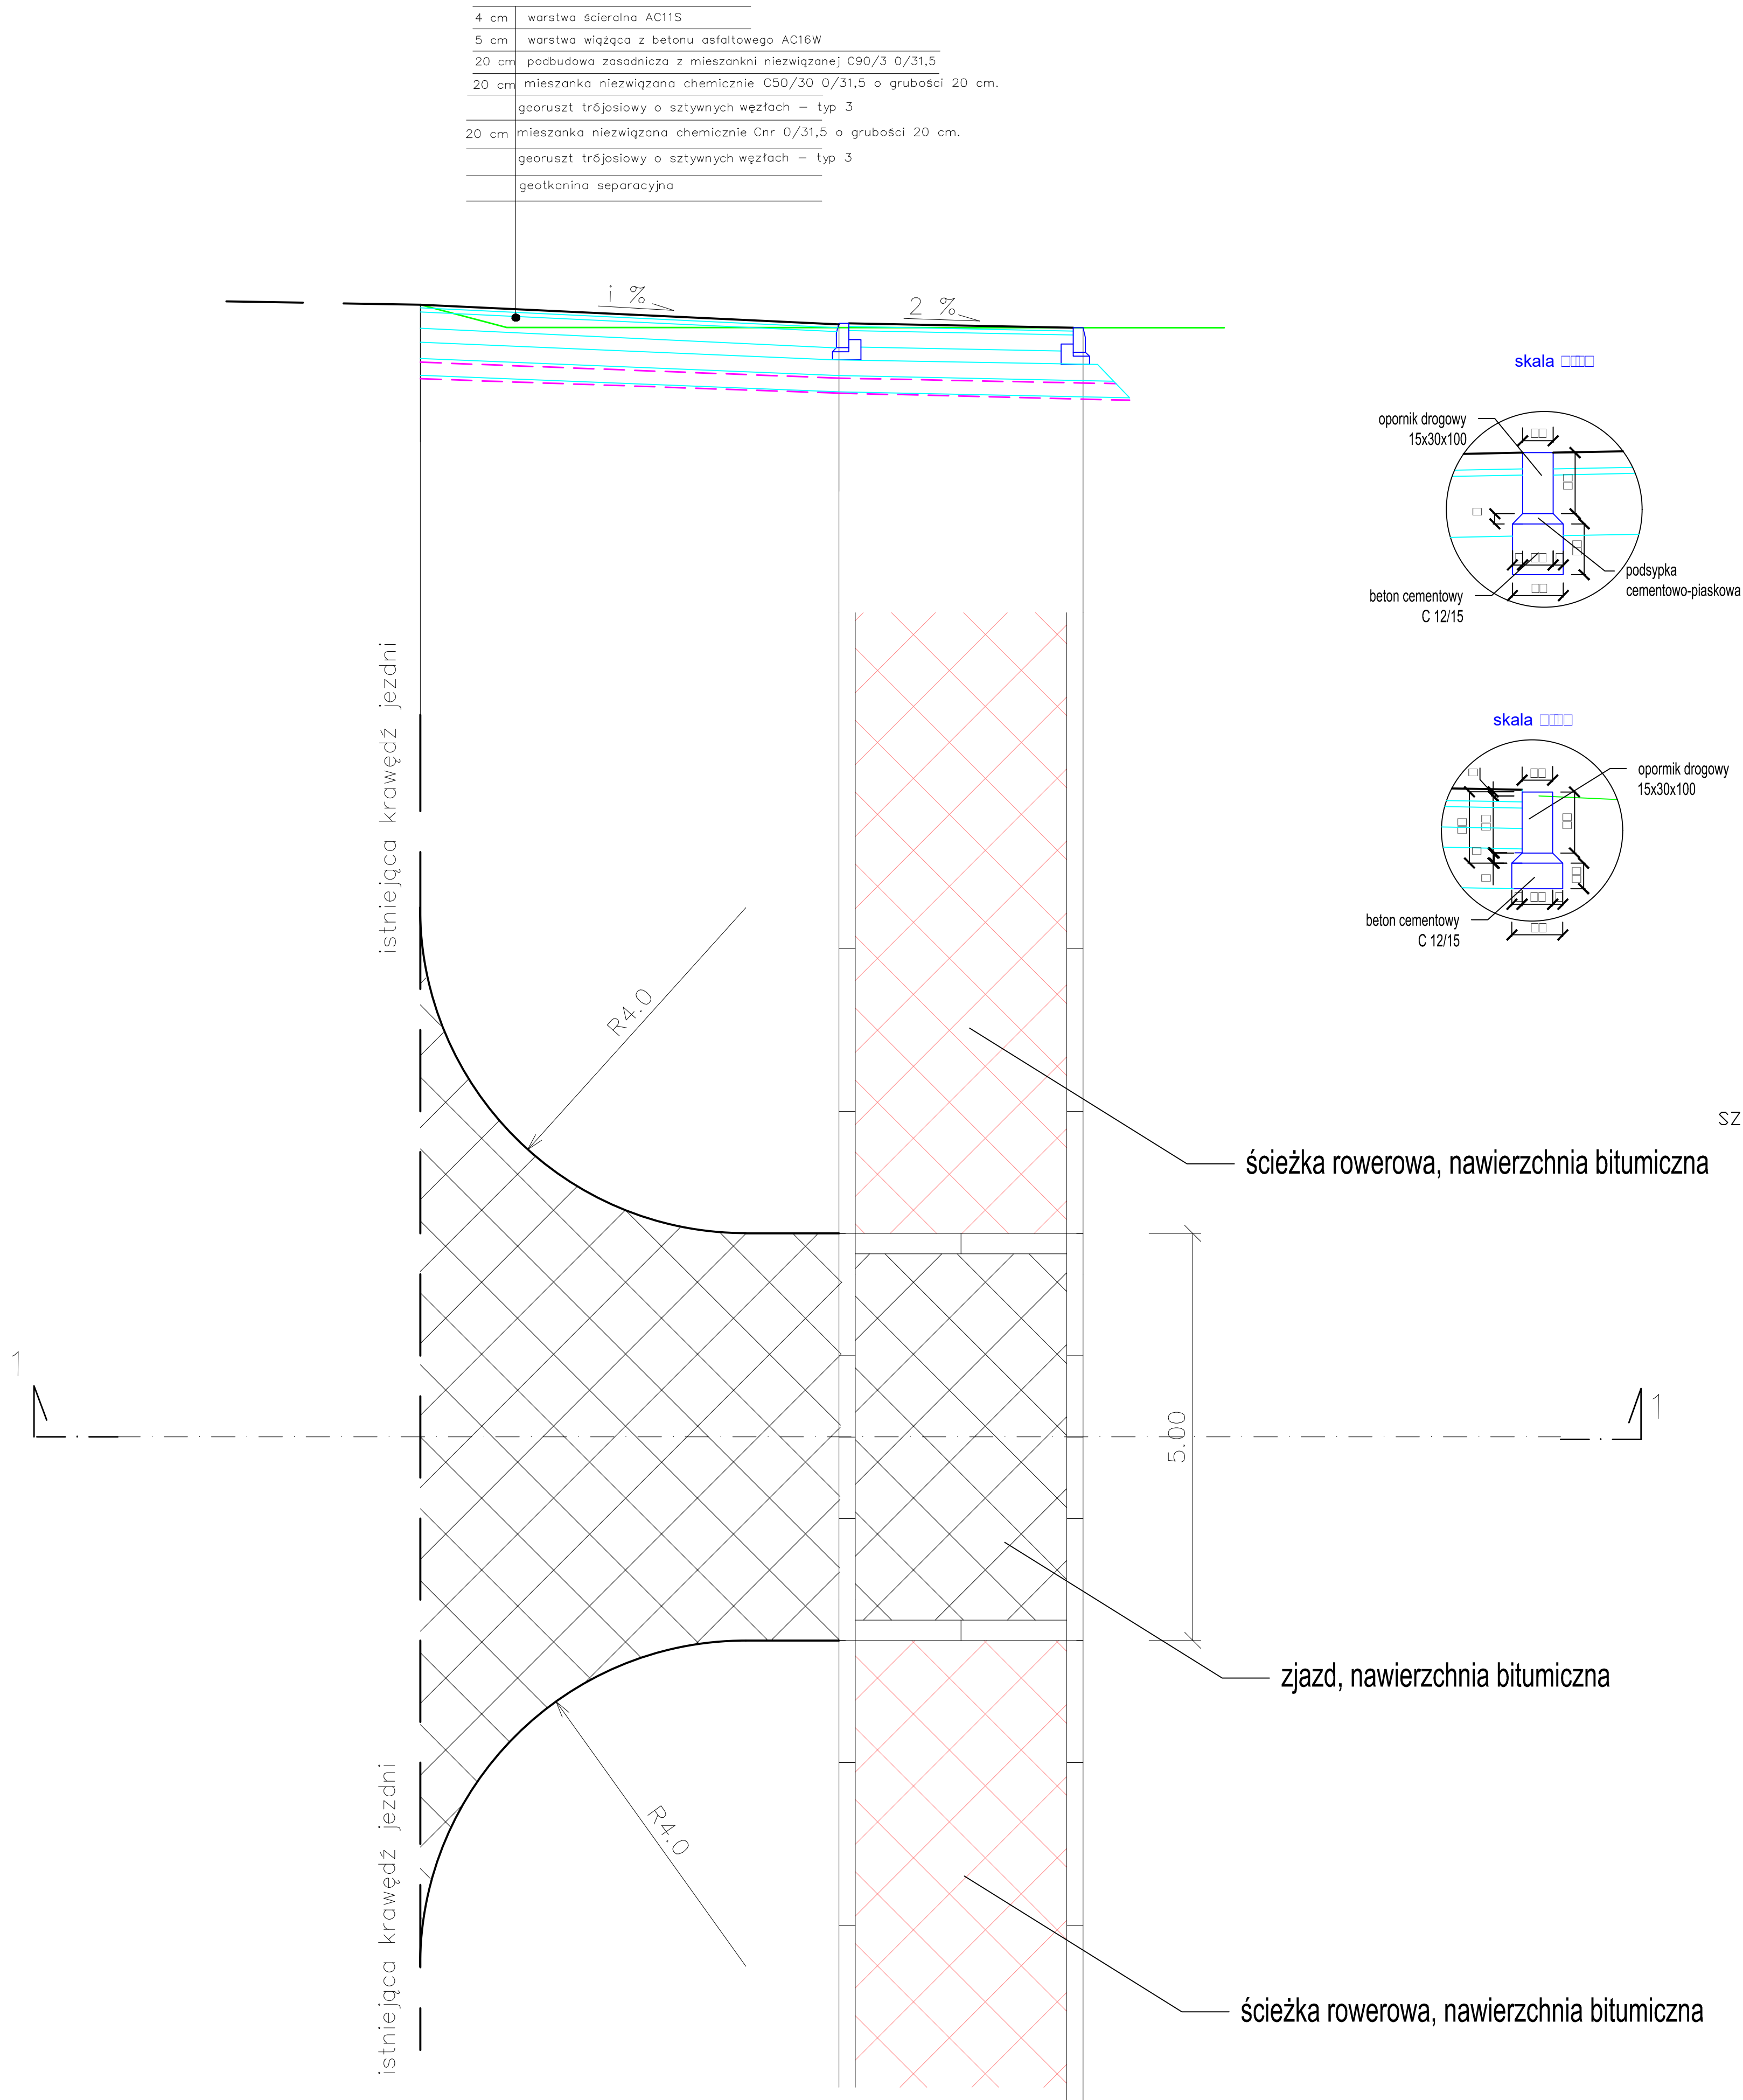 4 cm warstwa ścieralna AC11S
5 cm warstwa wiążąca z betonu asfaltowego AC16W
20 cm podbudowa zasadnicza z mieszankni niezwiązanej C90/3 0/31,5
20 cm mieszanka niezwiązana chemicznie C50/30 0/31,5 o grubości 20 cm.
georuszt trójosiowy o sztywnych węzłach – typ 3
20 cm mieszanka niezwiązana chemicznie Cnr 0/31,5 o grubości 20 cm.
georuszt trójosiowy o sztywnych węzłach – typ 3
geotkanina separacyjna
i %
2 %
skala
opornik drogowy
15x30x100
podsypka
cementowo-piaskowa
beton cementowy
C 12/15
istniejąca krawędź jezdni
skala
opormik drogowy
15x30x100
beton cementowy
C 12/15
R4.0
SZ
ścieżka rowerowa, nawierzchnia bitumiczna
1
1
5.00
zjazd, nawierzchnia bitumiczna
R4.0
istniejąca krawędź jezdni
ścieżka rowerowa, nawierzchnia bitumiczna